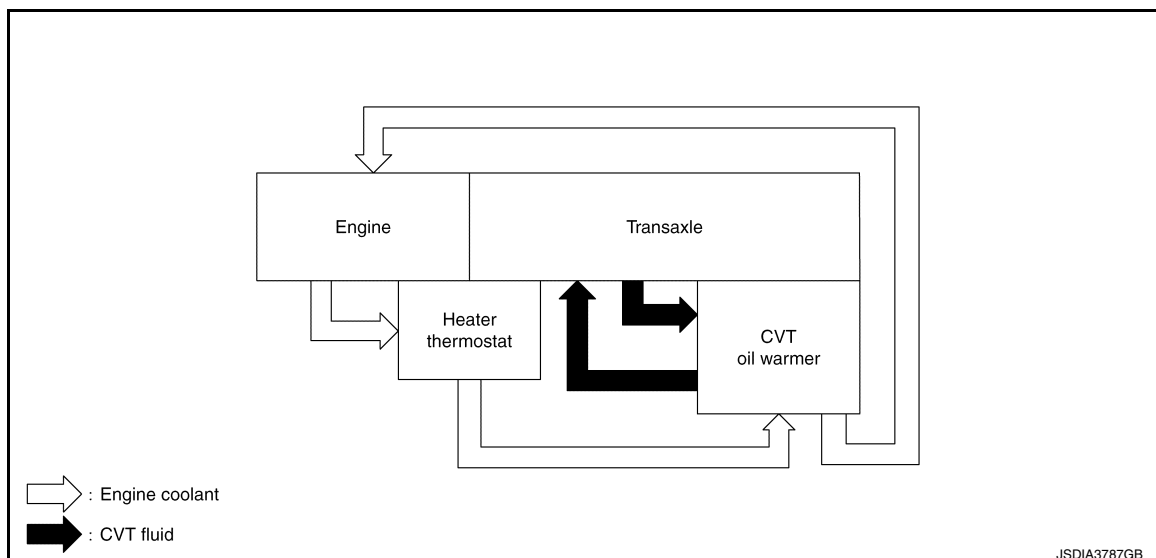 Engine
Transaxle
Heater
thermostat
CVT
oil warmer
: Engine coolant
: CVT fluid
JSDIA3787GB